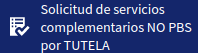 Solicitud de servicios
complementarios NO PBS
por TUTELA